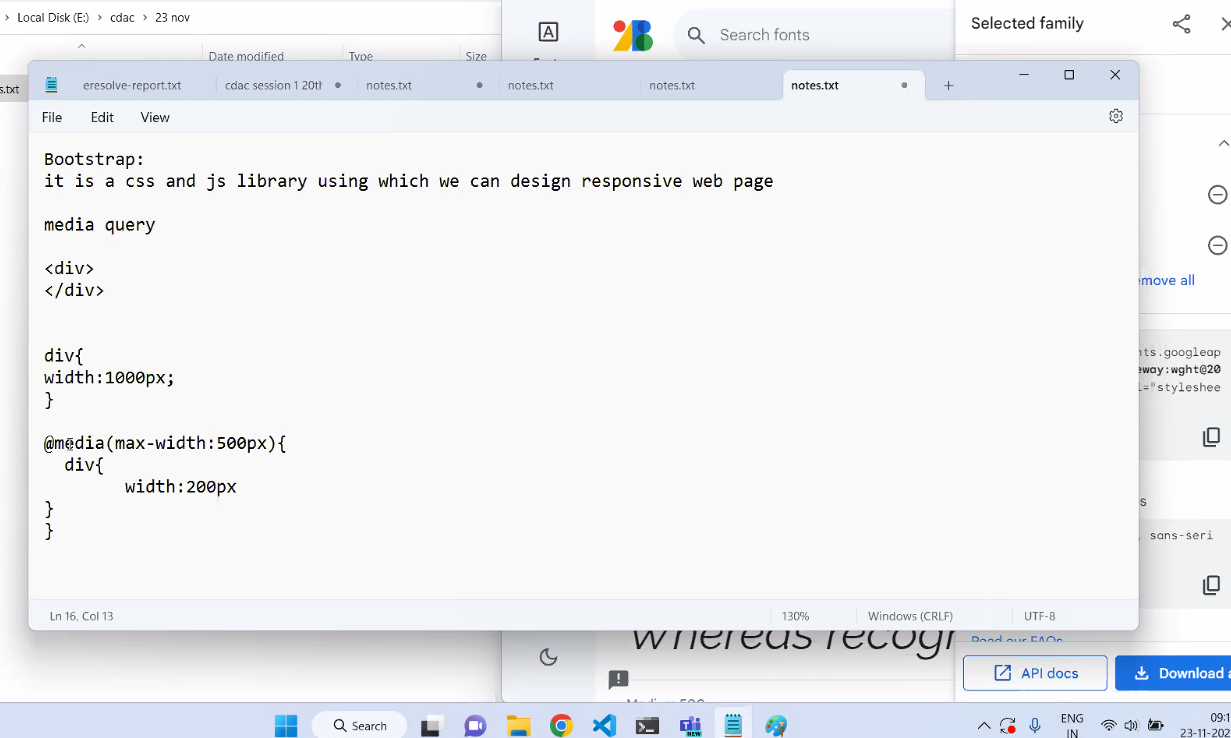 Local Disk (E:) > cdac > 23 nov
Date modified
Type
Size
s.txt
Search fonts
Selected family
eresolve-report.txt
cdac session 1 20th
notes.txt
notes.txt
notes.txt
notes.txt
File
Edit
View
Bootstrap:
it is a css and js library using which we can design responsive web page
media query
<div>
</div>
div{
width:1000px;
}
@media(max-width:500px){
div{
width:200px
}
}
Ln 16, Col 13
130%
Windows (CRLF)
UTF-8
emove all
nts.googleap
eway:wght@20
l="styleshee
s
, sans-seri
Read our FAQs
API docs
Download a
whereas recogn
Medium 500
Search
NEW
ENG
IN
09:1
23-11-202